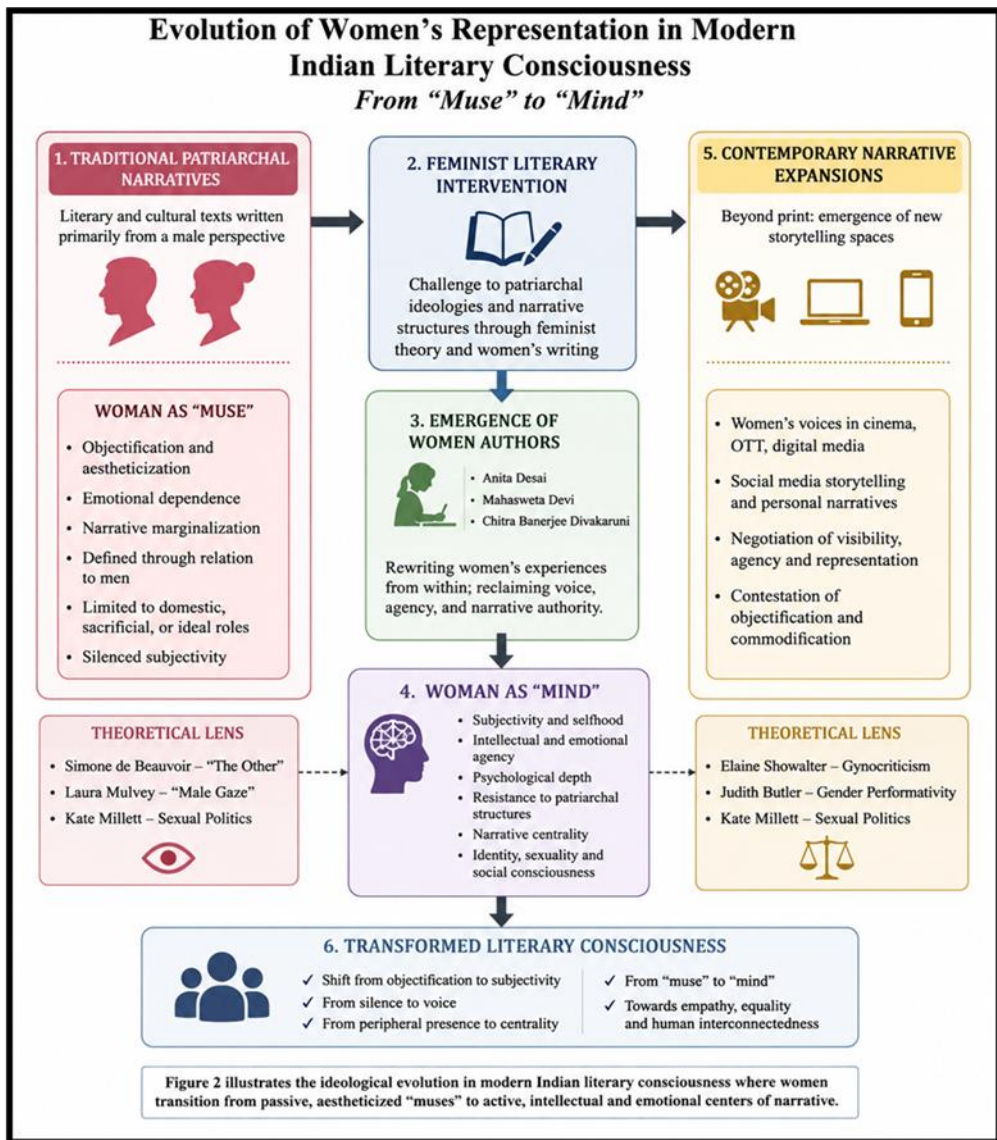 Evolution of Women’s Representation in Modern
Indian Literary Consciousness
From “Muse” to “Mind”
1. TRADITIONAL PATRIARCHAL
NARRATIVES
Literary and cultural texts written
primarily from a male perspective
WOMAN AS “MUSE”
• Objectification and
aestheticization
• Emotional dependence
• Narrative marginalization
• Defined through relation
to men
• Limited to domestic,
sacrificial, or ideal roles
• Silenced subjectivity
THEORETICAL LENS
• Simone de Beauvoir – “The Other”
• Laura Mulvey – “Male Gaze”
• Kate Millett – Sexual Politics
2. FEMINIST LITERARY
INTERVENTION
Challenge to patriarchal
ideologies and narrative
structures through feminist
theory and women’s writing
3. EMERGENCE OF
WOMEN AUTHORS
• Anita Desai
• Mahasweta Devi
• Chitra Banerjee Divakaruni
Rewriting women’s experiences
from within; reclaiming voice,
agency, and narrative authority.
4. WOMAN AS “MIND”
• Subjectivity and selfhood
• Intellectual and emotional
agency
• Psychological depth
• Resistance to patriarchal
structures
• Narrative centrality
• Identity, sexuality and
social consciousness
5. CONTEMPORARY NARRATIVE
EXPANSIONS
Beyond print: emergence of new
storytelling spaces
• Women’s voices in cinema,
OTT, digital media
• Social media storytelling
and personal narratives
• Negotiation of visibility,
agency and representation
• Contestation of
objectification and
commodification
THEORETICAL LENS
• Elaine Showalter – Gynocriticism
• Judith Butler – Gender Performativity
• Kate Millett – Sexual Politics
6. TRANSFORMED LITERARY CONSCIOUSNESS
✓ Shift from objectification to subjectivity
✓ From silence to voice
✓ From peripheral presence to centrality
✓ From “muse” to “mind”
✓ Towards empathy, equality
and human interconnectedness
Figure 2 illustrates the ideological evolution in modern Indian literary consciousness where women
transition from passive, aestheticized “muses” to active, intellectual and emotional centers of narrative.